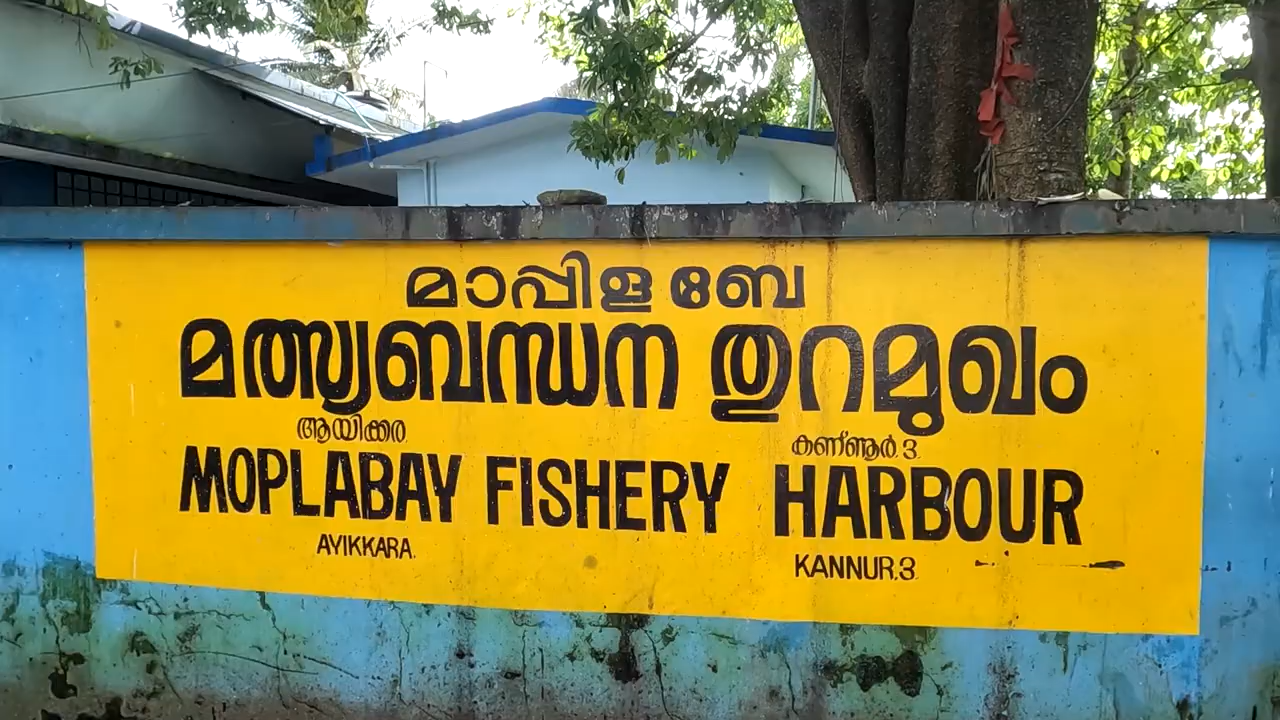 മാപ്പിള ബേ
മത്സ്യബന്ധന തുറമുഖം
ആയിക്കര കണ്ണൂർ.3.
MOPLABAY FISHERY HARBOUR
AYIKKARA. KANNUR.3.